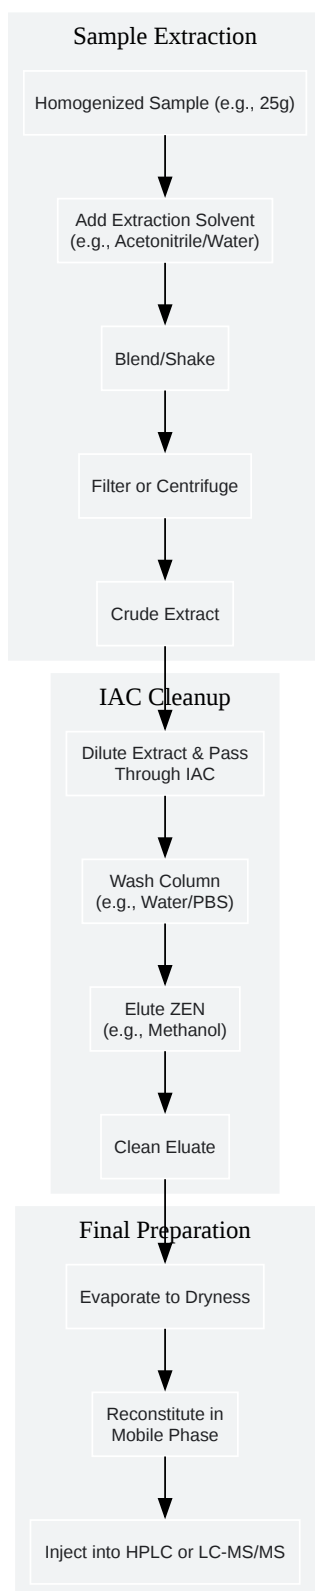 Sample Extraction
Homogenized Sample (e.g., 25g)
Add Extraction Solvent
(e.g., Acetonitrile/Water)
Blend/Shake
Filter or Centrifuge
Crude Extract
IAC Cleanup
Dilute Extract & Pass
Through IAC
Wash Column
(e.g., Water/PBS)
Elute ZEN
(e.g., Methanol)
Clean Eluate
Final Preparation
Evaporate to Dryness
Reconstitute in
Mobile Phase
Inject into HPLC or LC-MS/MS